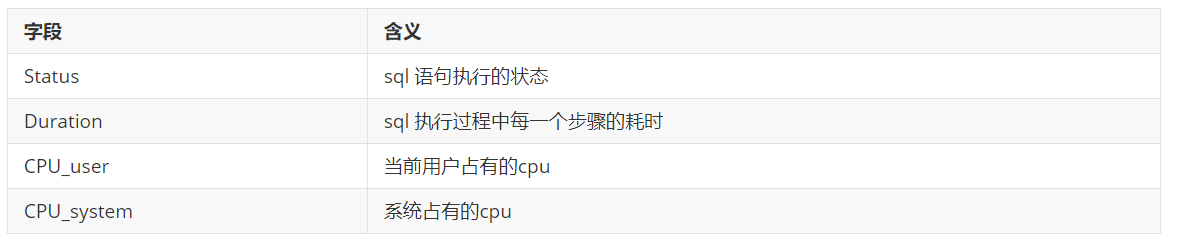 字段 含义
Status sql 语句执行的状态
Duration sql 执行过程中每一个步骤的耗时
CPU_user 当前用户占有的cpu
CPU_system 系统占有的cpu